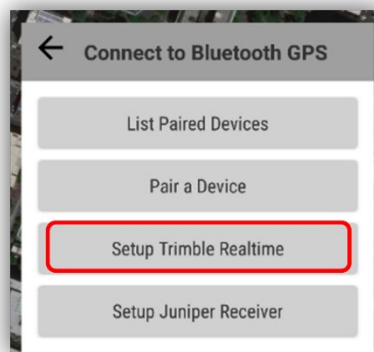 Connect to Bluetooth GPS
List Paired Devices
Pair a Device
Setup Trimble Realtime
Setup Juniper Receiver